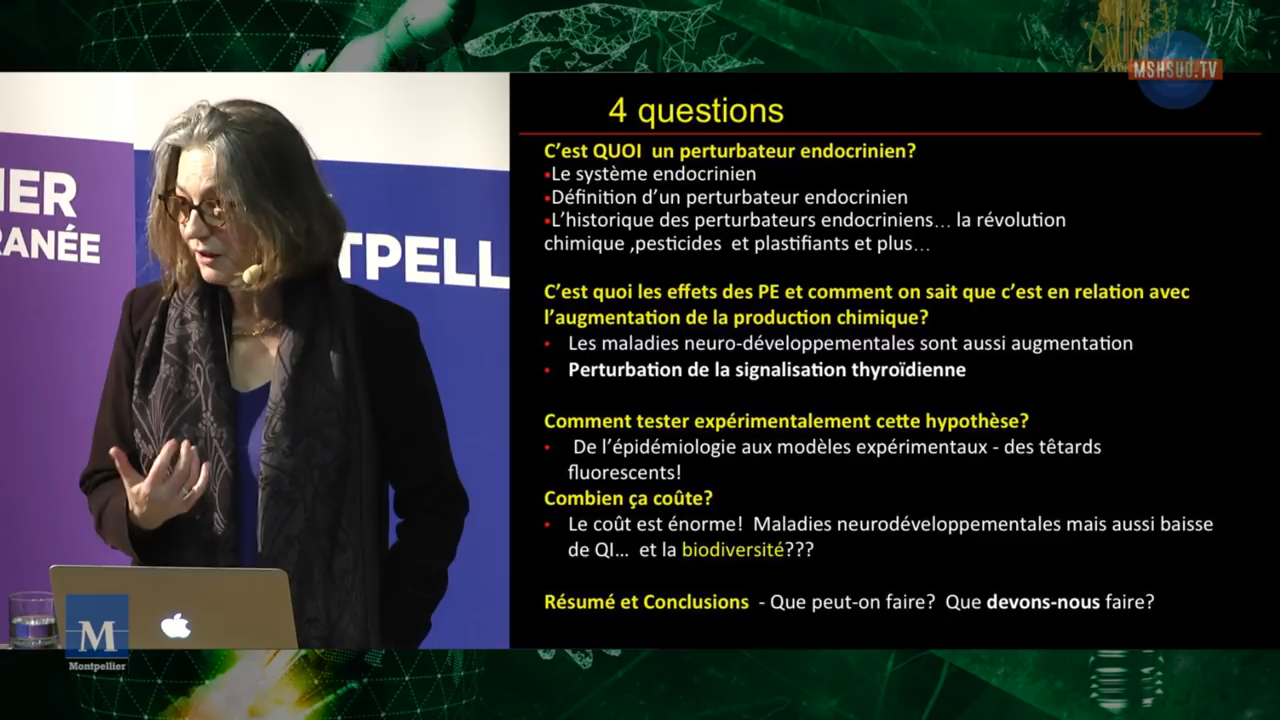 MSHSUD.TV
IER
RANÉE
TPELL
M
Montpellier
4 questions
C'est QUOI un perturbateur endocrinien?
▪Le système endocrinien
▪Définition d'un perturbateur endocrinien
▪L'historique des perturbateurs endocriniens… la révolution
chimique ,pesticides et plastifiants et plus…
C'est quoi les effets des PE et comment on sait que c'est en relation avec
l'augmentation de la production chimique?
• Les maladies neuro-développementales sont aussi augmentation
• Perturbation de la signalisation thyroïdienne
Comment tester expérimentalement cette hypothèse?
• De l'épidémiologie aux modèles expérimentaux - des têtards
fluorescents!
Combien ça coûte?
• Le coût est énorme! Maladies neurodéveloppementales mais aussi baisse
de QI… et la biodiversité???
Résumé et Conclusions - Que peut-on faire? Que devons-nous faire?